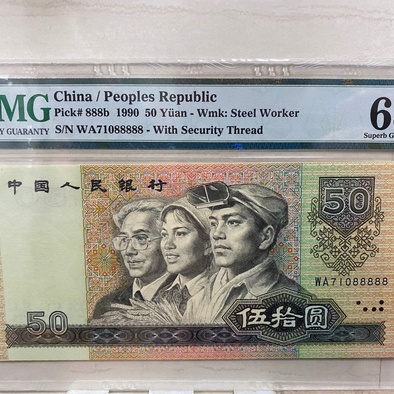 MG
China / Peoples Republic
Pick# 888b 1990 50 Yüan - Wmk: Steel Worker
GUARANTY
S/N WA71088888 - With Security Thread
Superb G
中国人民银行
50
WA71088888
50
伍拾圆